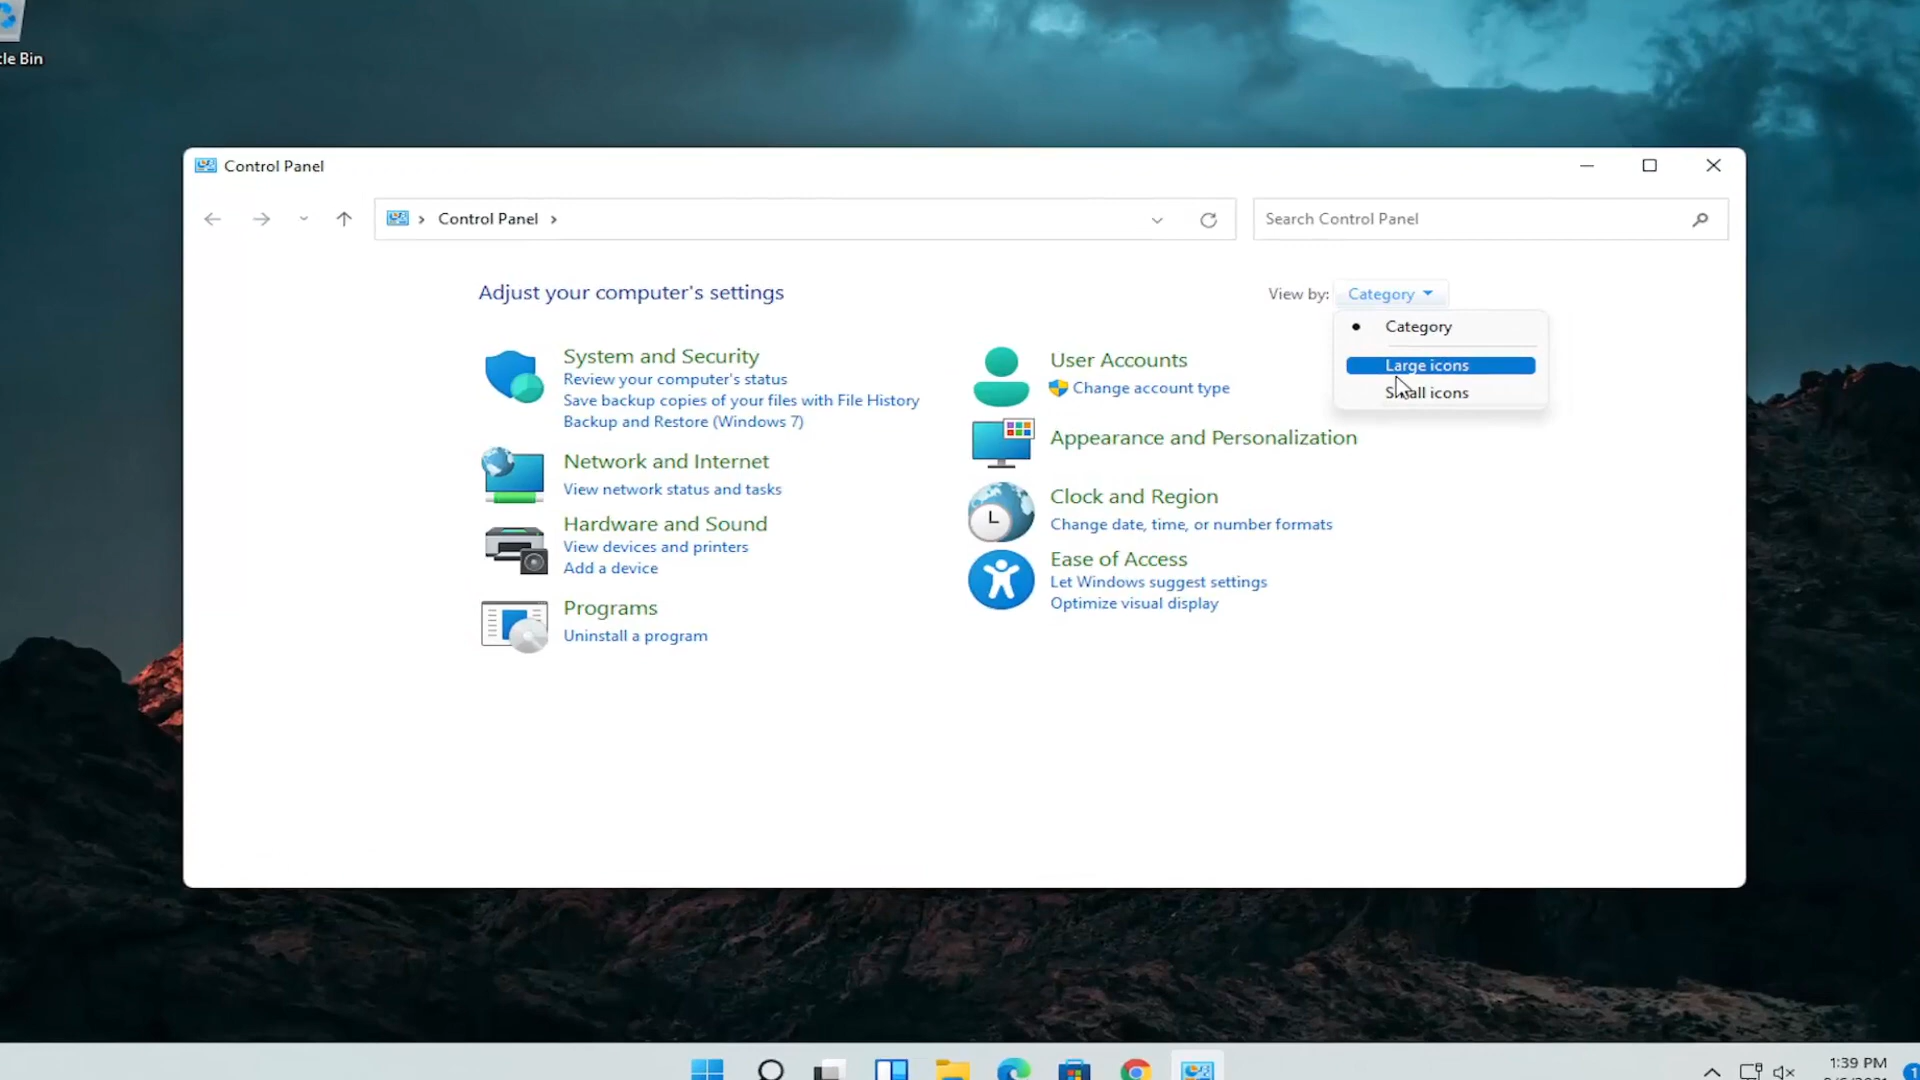 cle Bin
Control Panel
Control Panel
Search Control Panel
Adjust your computer's settings
View by: Category
Category
Large icons
Small icons
System and Security
Review your computer's status
Save backup copies of your files with File History
Backup and Restore (Windows 7)
Network and Internet
View network status and tasks
Hardware and Sound
View devices and printers
Add a device
Programs
Uninstall a program
User Accounts
Change account type
Appearance and Personalization
Clock and Region
Change date, time, or number formats
Ease of Access
Let Windows suggest settings
Optimize visual display
1:39 PM